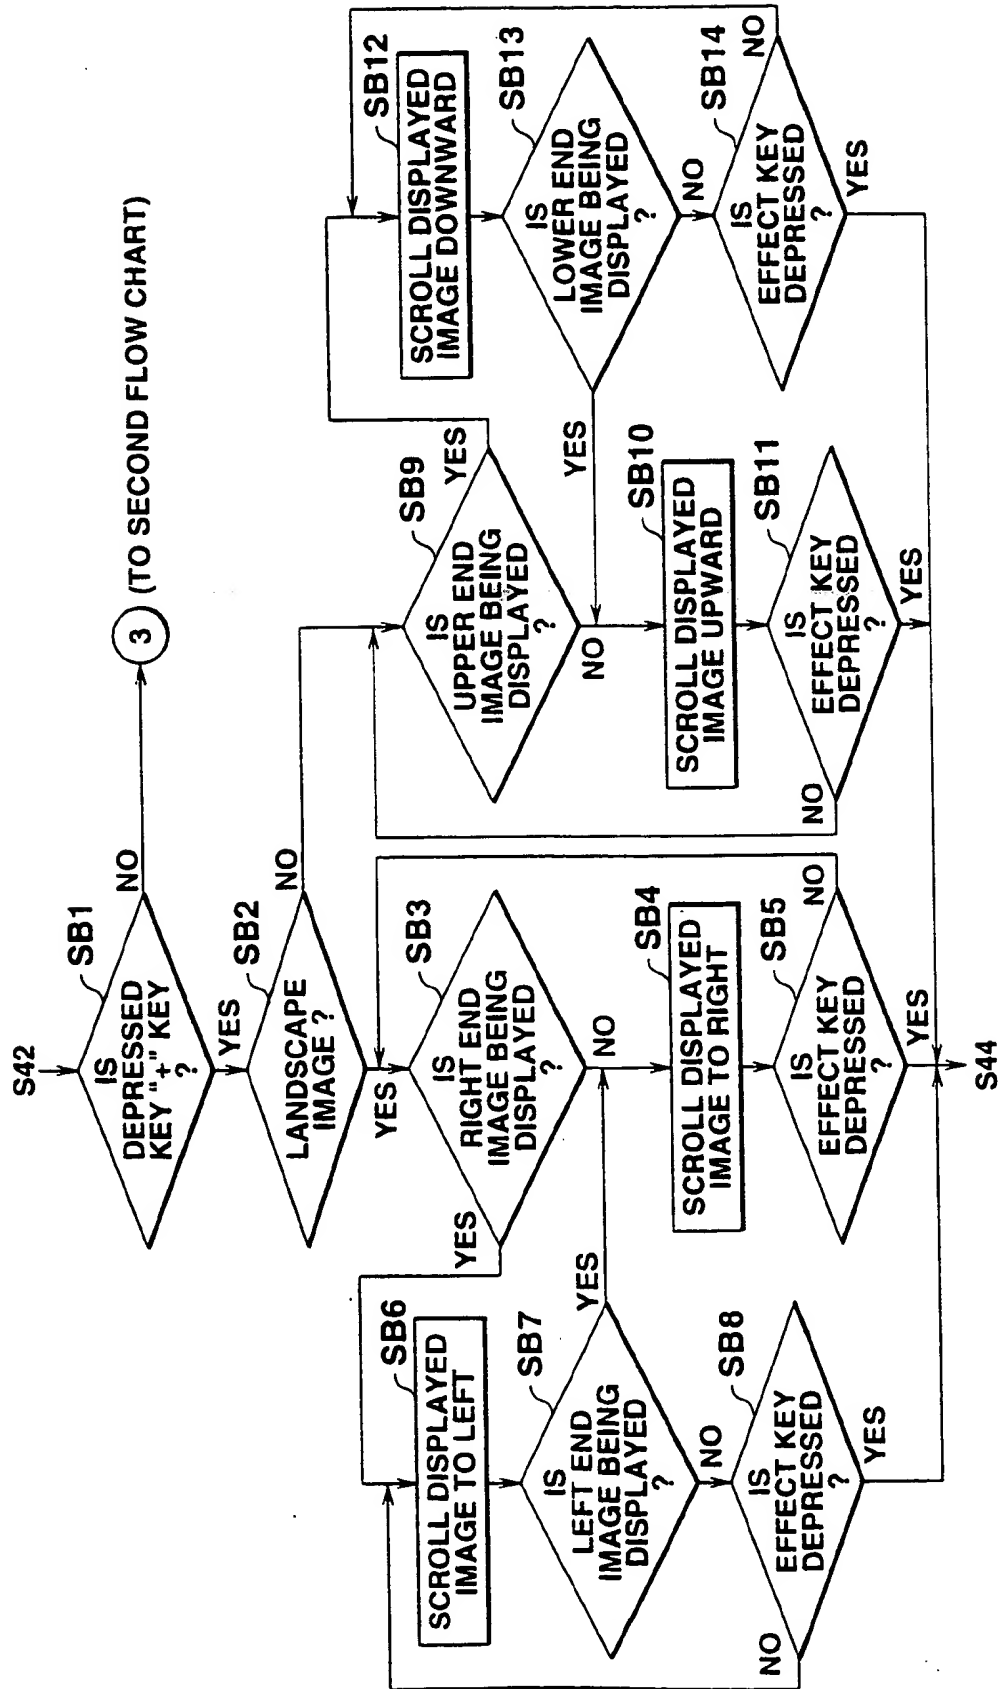 S42
SB1
IS
DEPRESSED
KEY "+" KEY
?
NO
3
(TO SECOND FLOW CHART)
YES
SB2
LANDSCAPE
IMAGE ?
NO
YES
SB3
IS
RIGHT END
IMAGE BEING
DISPLAYED
?
YES
NO
SB4
SCROLL DISPLAYED
IMAGE TO RIGHT
SB5
IS
EFFECT KEY
DEPRESSED
?
NO
YES
SB6
SCROLL DISPLAYED
IMAGE TO LEFT
SB7
IS
LEFT END
IMAGE BEING
DISPLAYED
?
YES
NO
SB8
IS
EFFECT KEY
DEPRESSED
?
NO
YES
SB9
IS
UPPER END
IMAGE BEING
DISPLAYED
?
YES
NO
SB10
SCROLL DISPLAYED
IMAGE UPWARD
SB11
IS
EFFECT KEY
DEPRESSED
?
NO
YES
SB12
SCROLL DISPLAYED
IMAGE DOWNWARD
SB13
IS
LOWER END
IMAGE BEING
DISPLAYED
?
YES
NO
SB14
IS
EFFECT KEY
DEPRESSED
?
NO
YES
S44